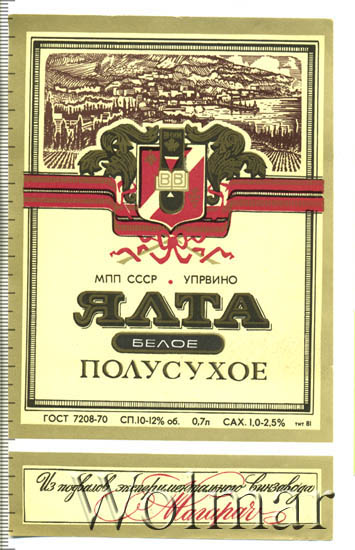 ВВ
МПП СССР • УПРВИНО
ЯЛТА
БЕЛОЕ
ПОЛУСУХОЕ
ГОСТ 7208-70 СП.10-12% об. 0,7л САХ. 1,0-2,5% тит 81
Из подвалов экспериментального винзавода
"Магарач"
Wolmar